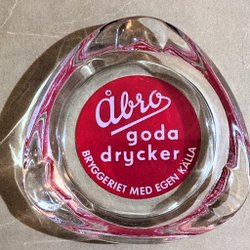 Åbro
goda
drycker
BRYGGERIET MED EGEN KÄLLA